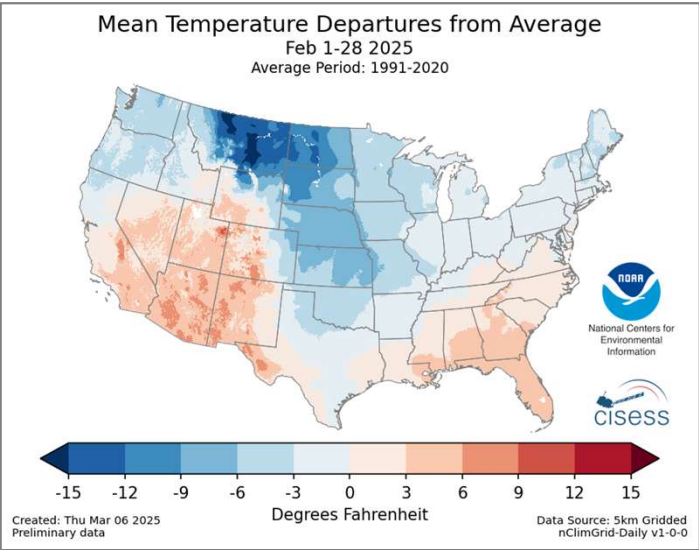 Mean Temperature Departures from Average
Feb 1-28 2025
Average Period: 1991-2020
NOAA
National Centers for
Environmental
Information
cisess
-15 -12 -9 -6 -3 0 3 6 9 12 15
Degrees Fahrenheit
Created: Thu Mar 06 2025
Preliminary data
Data Source: 5km Gridded
nClimGrid-Daily v1-0-0